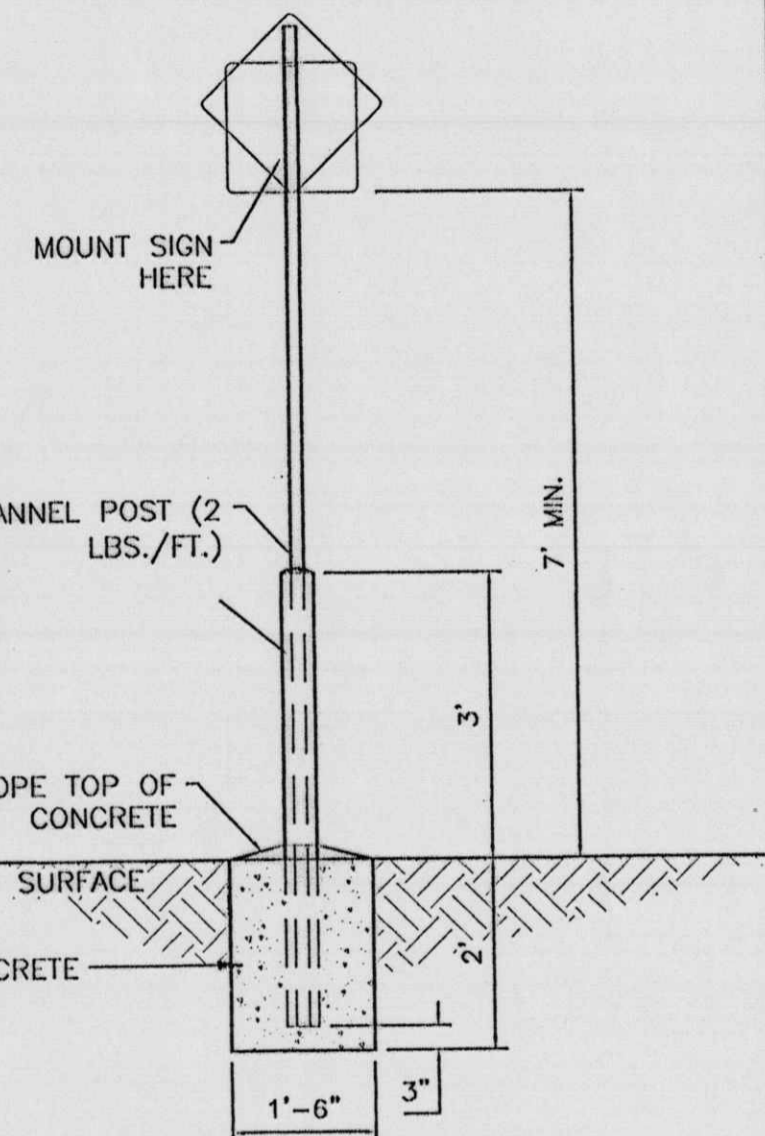 MOUNT SIGN
HERE
7' MIN.
ANNEL POST (2
LBS./FT.)
3'
OPE TOP OF
CONCRETE
SURFACE
CRETE
2'
3"
1'-6"